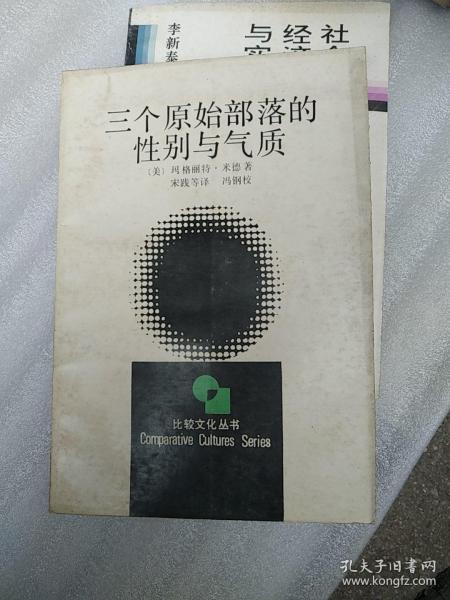 李新泰
社会
经济
与
三个原始部落的
性别与气质
(美) 玛格丽特·米德著
宋践等译 冯钢校
比较文化丛书
Comparative Cultures Series
孔夫子旧书网
www.kongfz.com